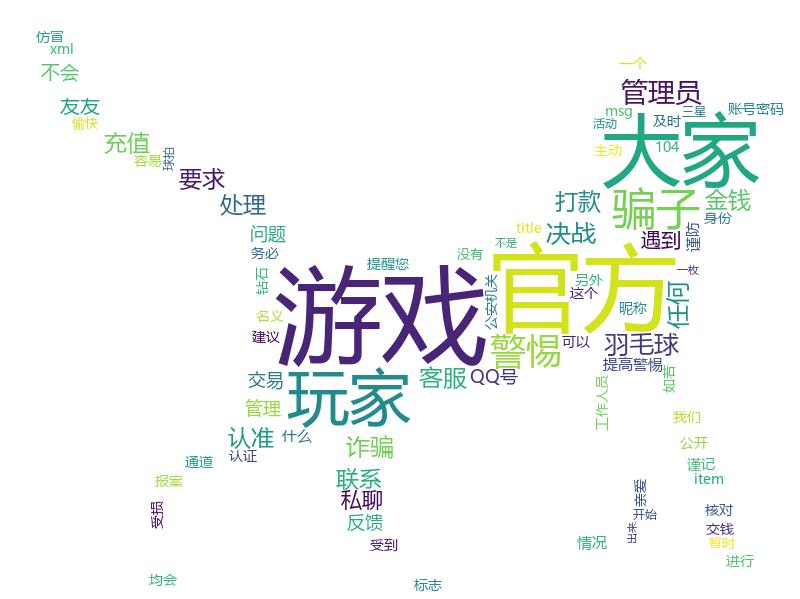 仿冒
xml
不会
友友
愉快
充值
容易
球拍
要求
处理
问题
务必
钻石
名义
建议
提醒您
游戏
没有
不是
title
官方
公安机关
决战
打款
一个
管理员
msg
活动
及时
三星
账号密码
大家
主动
104
骗子
金钱
身份
遇到
谨防
一枚
另外
这个
昵称
任何
警惕
可以
羽毛球
提高警惕
如若
工作人员
玩家
客服
QQ号
交易
管理
认准
什么
认证
通道
报案
受损
均会
诈骗
联系
私聊
反馈
受到
标志
我们
公开
谨记
item
亲爱
开始
出来
核对
交钱
暂时
进行
情况